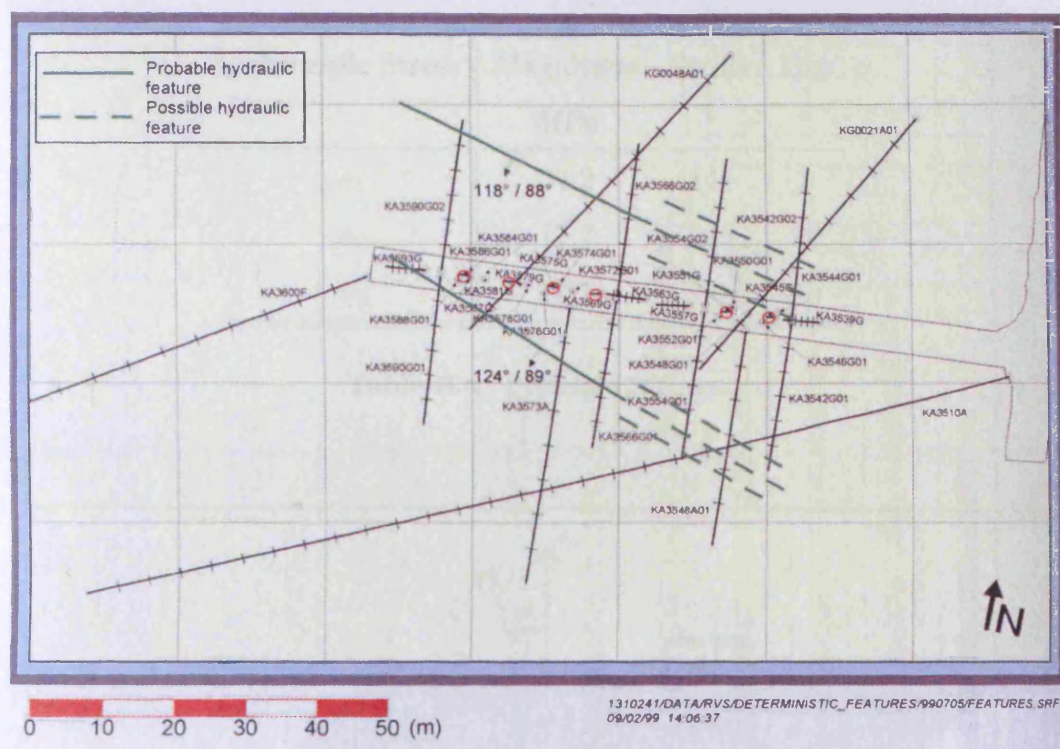 Probable hydraulic
feature
Possible hydraulic
feature
KG0048A01
KG0021A01
118° / 88°
KA3590G02
KA3566G02
KA3542G02
KA3584G01
KA3554G02
KA3586G01
KA3574G01
KA3550G01
KA3593G
KA3575G
KA3572G01
KA3551G
KA3544G01
KA3579G
KA3545G
KA3600F
KA3581G
KA3569G
KA3563G
KA3557G
KA3539G
KA3588G01
KA3578G01
KA3576G01
KA3552G01
KA3548G01
KA3546G01
KA3590G01
124° / 89°
KA3573A
KA3554G01
KA3542G01
KA3510A
KA3566G01
KA3548A01
N
0 10 20 30 40 50 (m)
1310241/DATA/RVS/DETERMINISTIC_FEATURES/990705/FEATURES.SRF
09/02/99 14:06:37